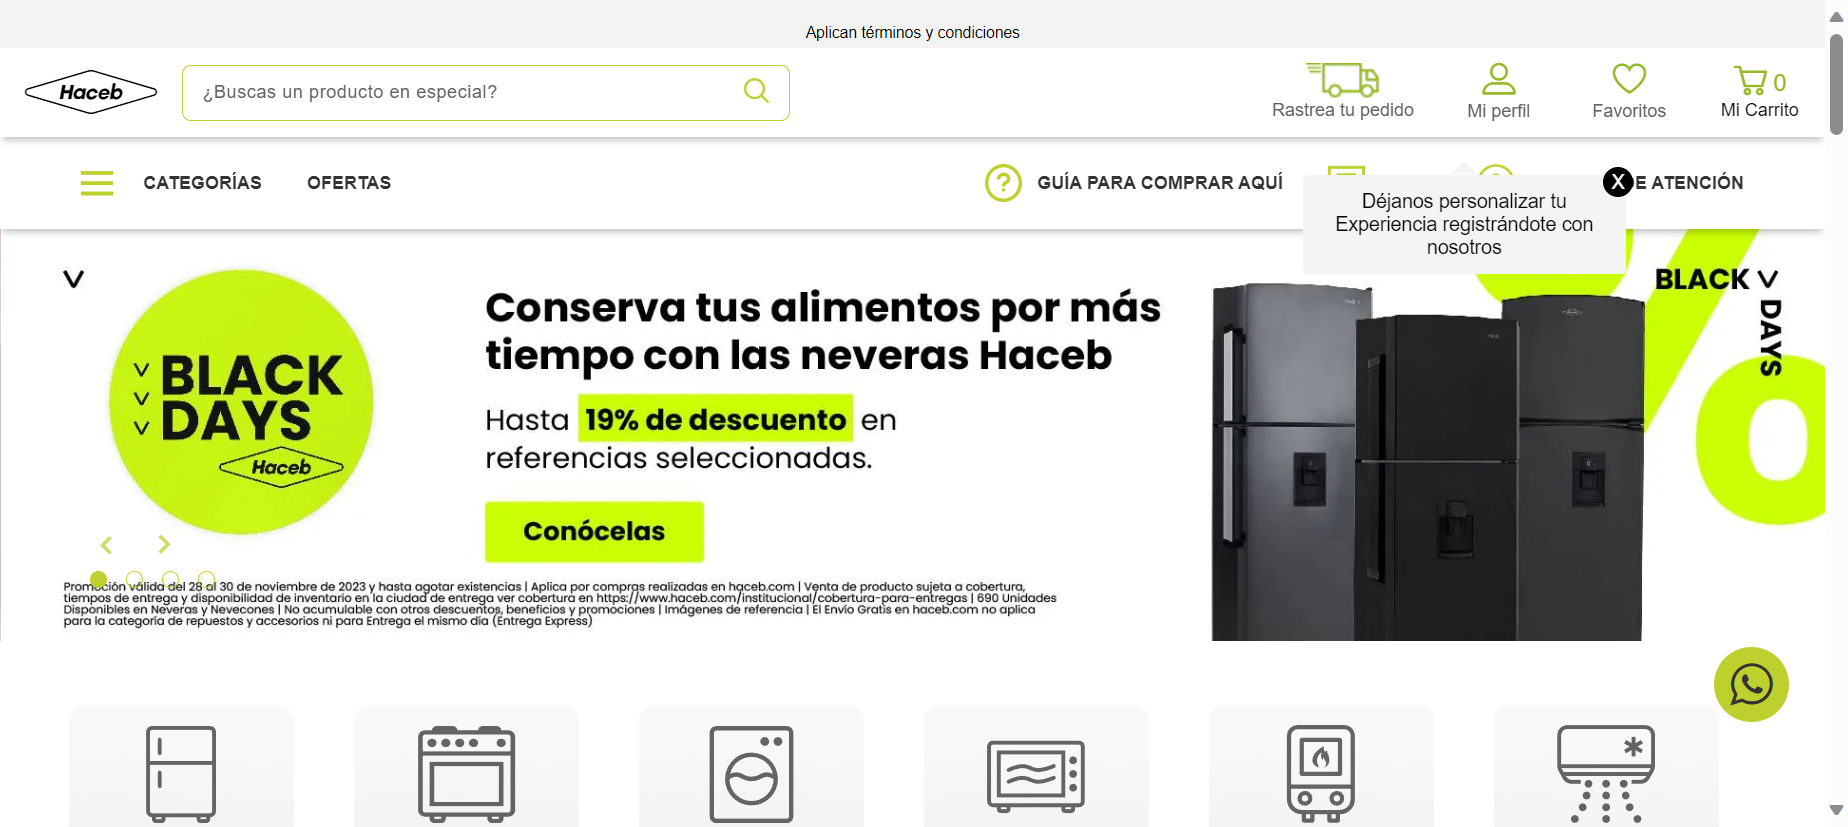 Aplican términos y condiciones
Haceb
¿Buscas un producto en especial?
Rastrea tu pedido
Mi perfil
Favoritos
0
Mi Carrito
CATEGORÍAS
OFERTAS
GUÍA PARA COMPRAR AQUÍ
E ATENCIÓN
X
Déjanos personalizar tu
Experiencia registrándote con
nosotros
BLACK
DAYS
Haceb
Conserva tus alimentos por más
tiempo con las neveras Haceb
Hasta 19% de descuento en
referencias seleccionadas.
Conócelas
BLACK
DAYS
%
Promoción válida del 28 al 30 de noviembre de 2023 y hasta agotar existencias | Aplica por compras realizadas en haceb.com | Venta de producto sujeta a cobertura,
tiempos de entrega y disponibilidad de inventario en la ciudad de entrega ver cobertura en https://www.haceb.com/institucional/cobertura-para-entregas | 690 Unidades
Disponibles en Neveras y Nevecones | No acumulable con otros descuentos, beneficios y promociones | Imágenes de referencia | El Envío Gratis en haceb.com no aplica
para la categoría de repuestos y accesorios ni para Entrega el mismo día (Entrega Express)